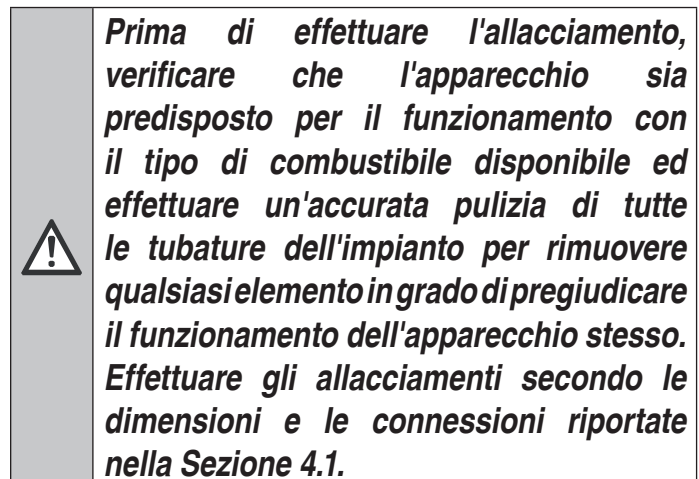 Prima di effettuare l'allacciamento,
verificare che l'apparecchio sia
predisposto per il funzionamento con
il tipo di combustibile disponibile ed
effettuare un'accurata pulizia di tutte
le tubature dell'impianto per rimuovere
qualsiasi elemento in grado di pregiudicare
il funzionamento dell'apparecchio stesso.
Effettuare gli allacciamenti secondo le
dimensioni e le connessioni riportate
nella Sezione 4.1.